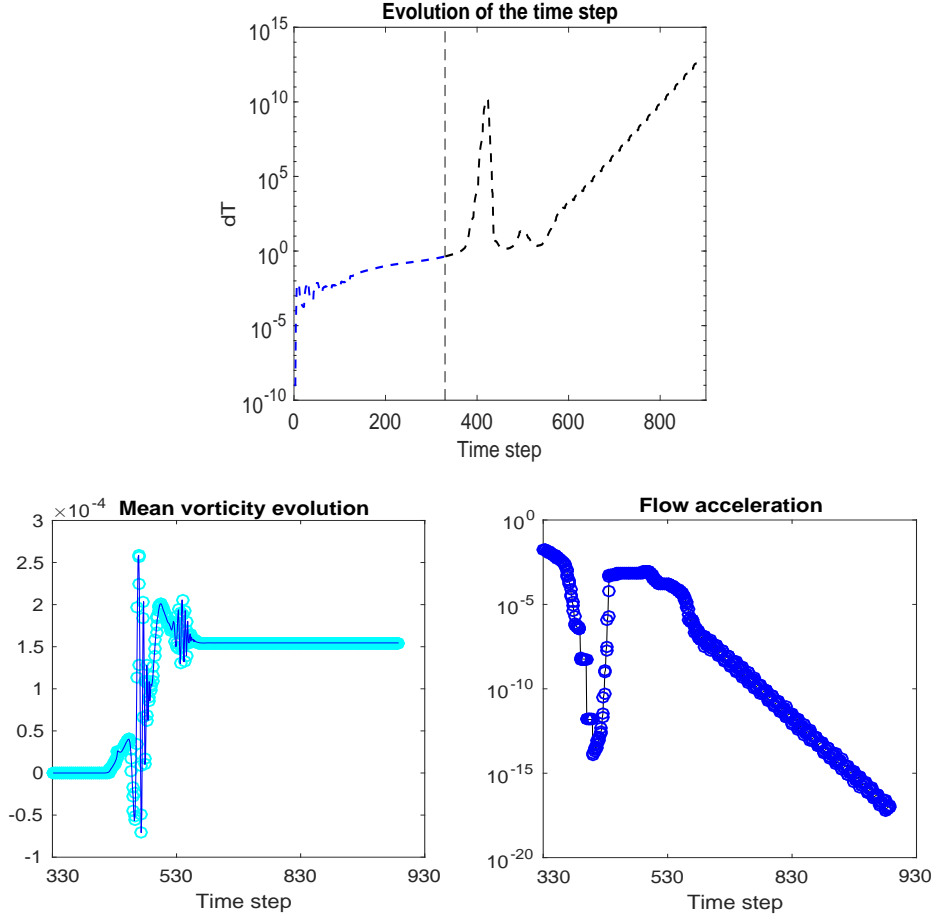 Evolution of the time step
10^15
10^10
10^5
10^0
10^-5
10^-10
dT
0 200 400 600 800
Time step
×10^-4
Mean vorticity evolution
3
2.5
2
1.5
1
0.5
0
-0.5
-1
330 530 830 930
Time step
Flow acceleration
10^0
10^-5
10^-10
10^-15
10^-20
330 530 830 930
Time step